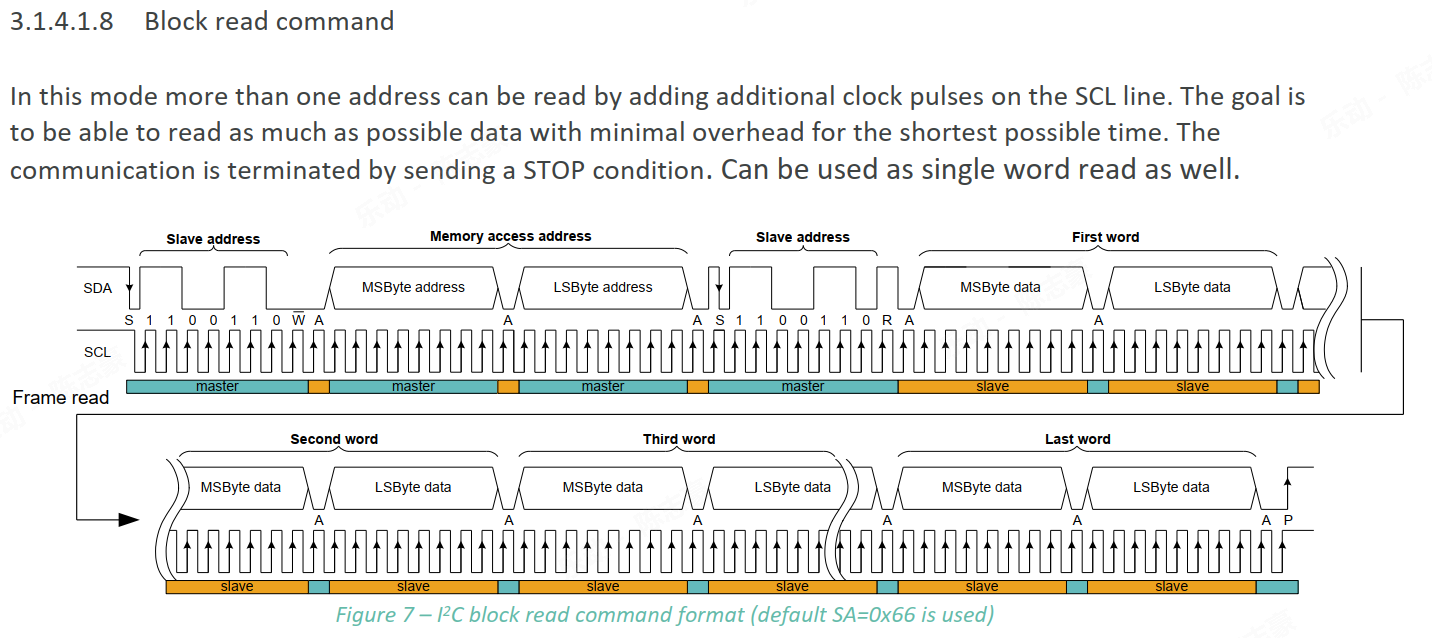 3.1.4.1.8 Block read command
In this mode more than one address can be read by adding additional clock pulses on the SCL line. The goal is
to be able to read as much as possible data with minimal overhead for the shortest possible time. The
communication is terminated by sending a STOP condition. Can be used as single word read as well.
Slave address Memory access address Slave address First word
SDA MSByte address LSByte address MSByte data LSByte data
S 1 1 0 0 1 1 0 W̅ A A A S 1 1 0 0 1 1 0 R A A
SCL
master master master master slave slave
Frame read
Second word Third word Last word
MSByte data LSByte data MSByte data LSByte data MSByte data LSByte data
A A A A A A P
slave slave slave slave slave slave
Figure 7 – I²C block read command format (default SA=0x66 is used)